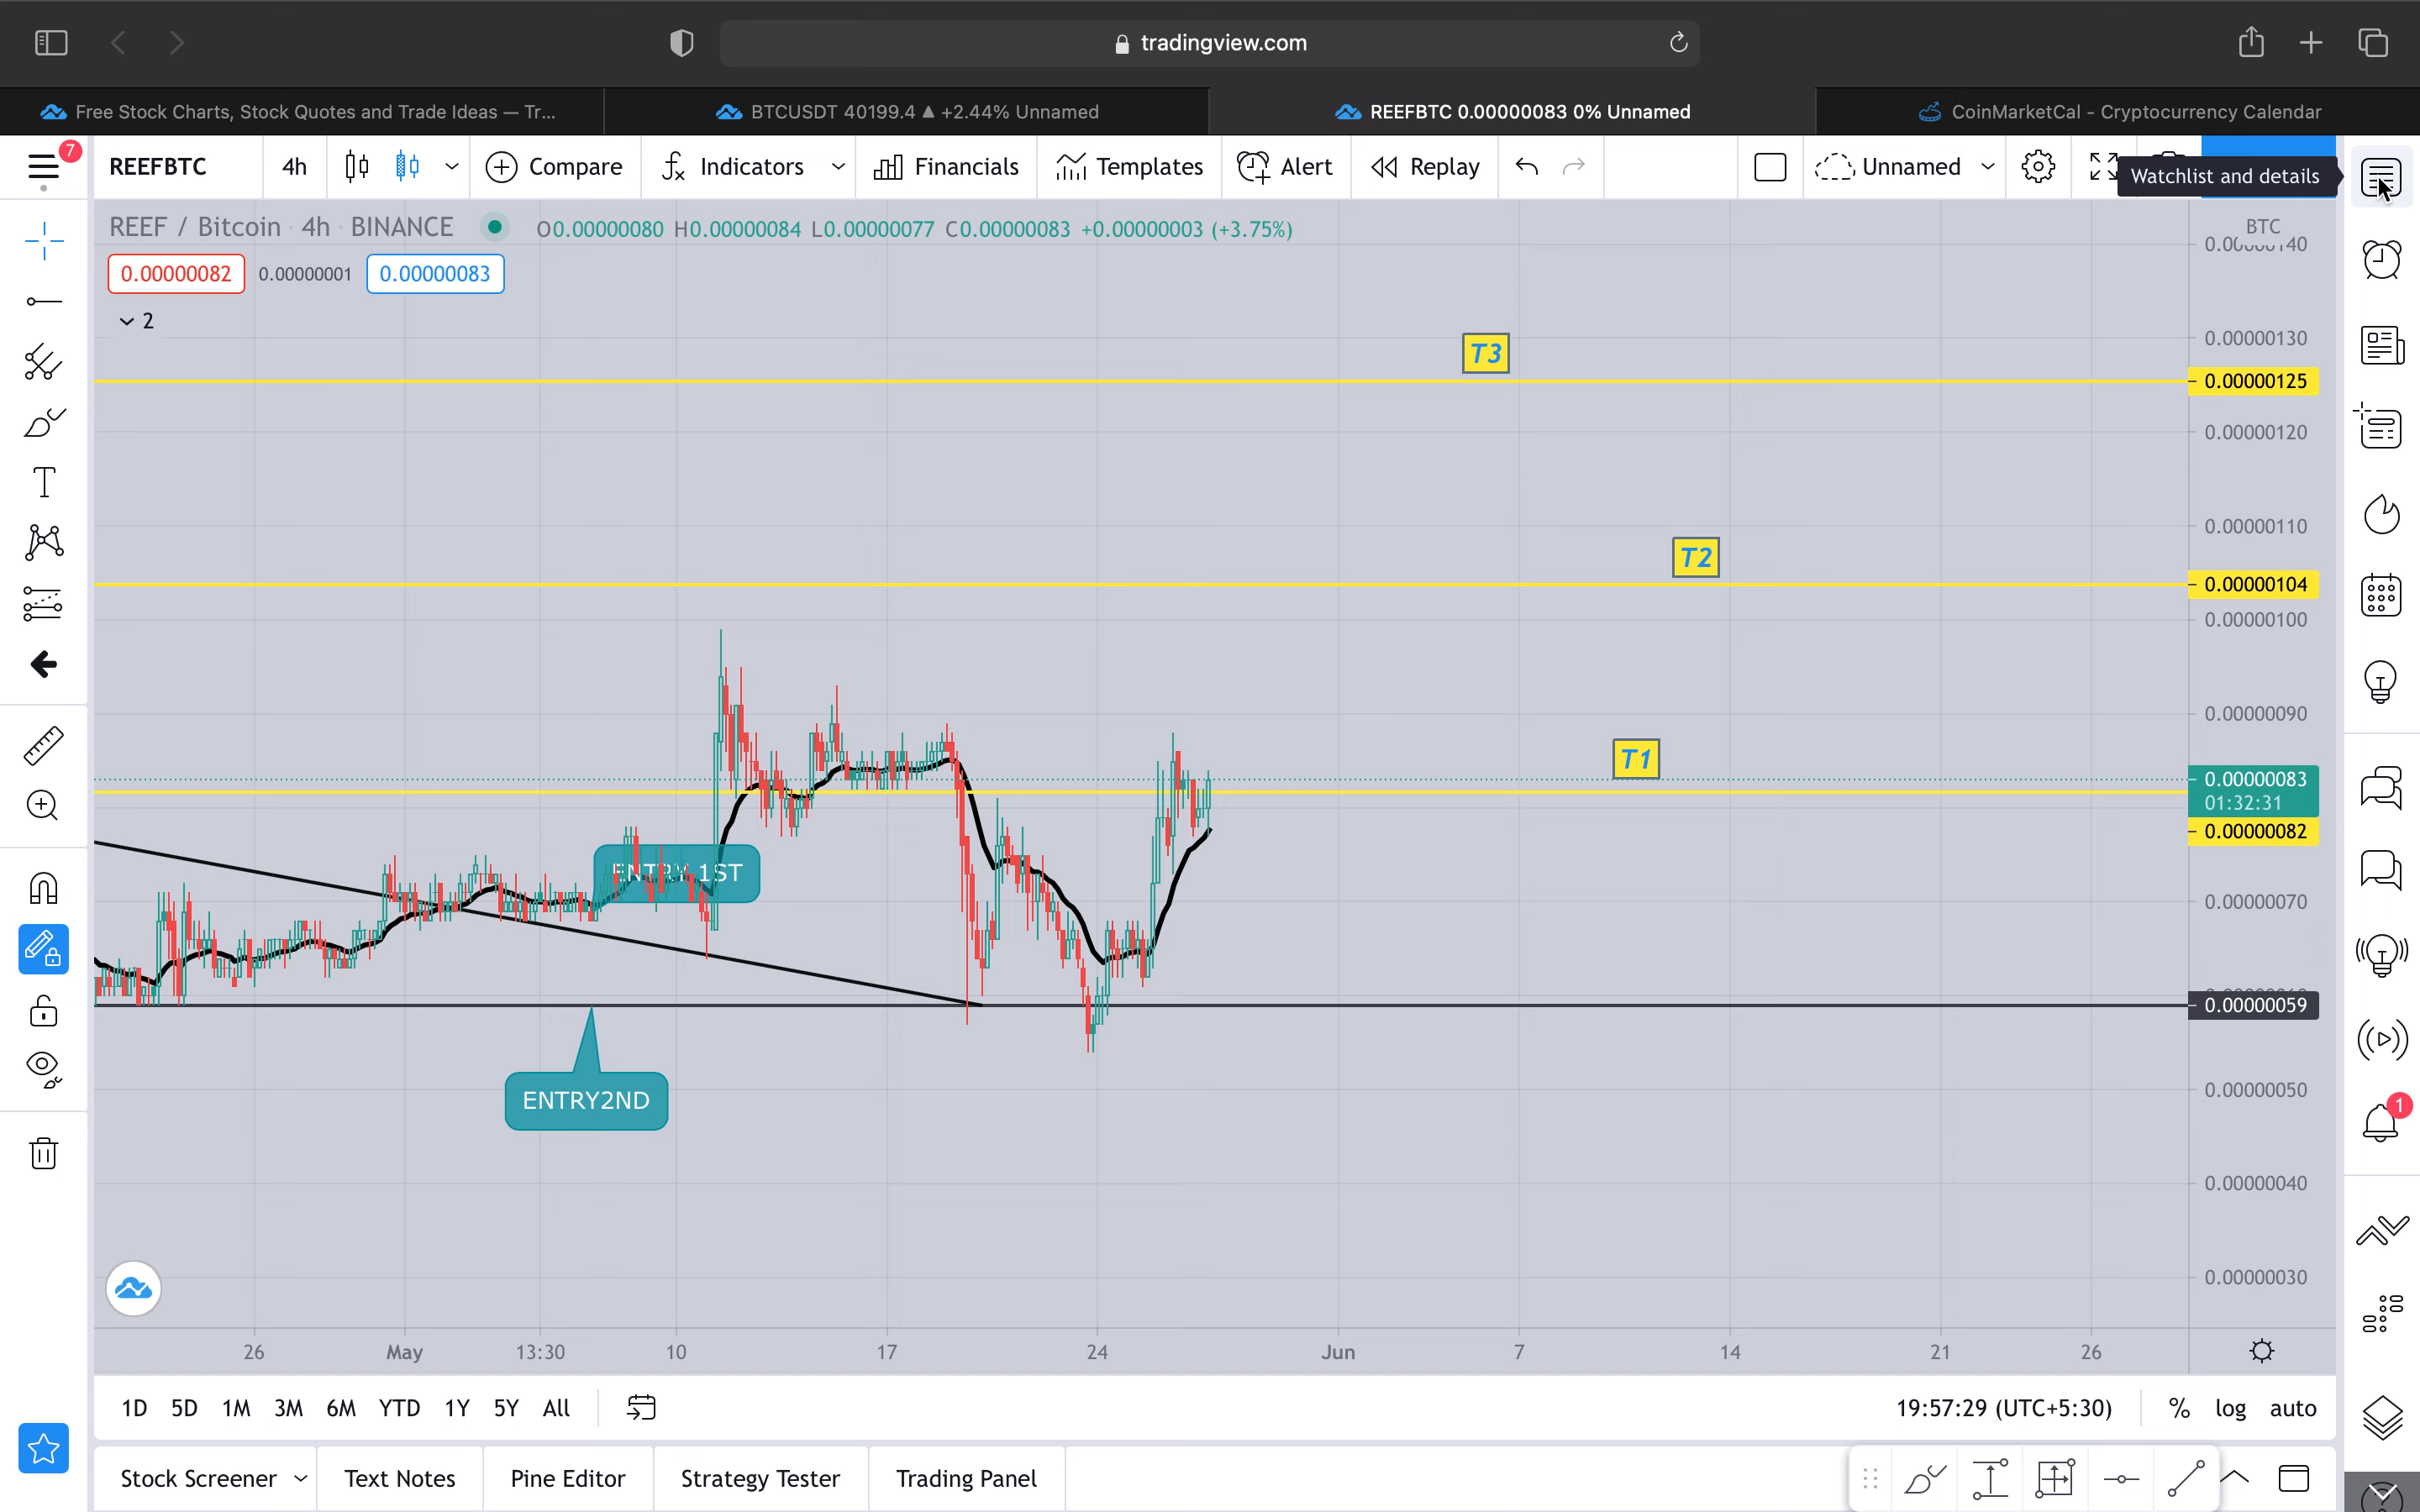 tradingview.com
Free Stock Charts, Stock Quotes and Trade Ideas — Tr...
BTCUSDT 40199.4 ▲ +2.44% Unnamed
REEFBTC 0.00000083 0% Unnamed
CoinMarketCal - Cryptocurrency Calendar
7
REEFBTC
4h
Compare
Indicators
Financials
Templates
Alert
Replay
Unnamed
Watchlist and details
REEF / Bitcoin · 4h · BINANCE
O0.00000080 H0.00000084 L0.00000077 C0.00000083 +0.00000003 (+3.75%)
BTC
0.00000082
0.00000001
0.00000083
2
0.00000130
T3
0.00000125
0.00000120
0.00000110
T2
0.00000104
0.00000100
0.00000090
T1
0.00000083
01:32:31
0.00000082
ENTRY 1ST
0.00000070
0.00000059
ENTRY2ND
0.00000050
1
0.00000040
0.00000030
26
May
13:30
10
17
24
Jun
7
14
21
26
1D 5D 1M 3M 6M YTD 1Y 5Y All
19:57:29 (UTC+5:30)
% log auto
Stock Screener
Text Notes
Pine Editor
Strategy Tester
Trading Panel